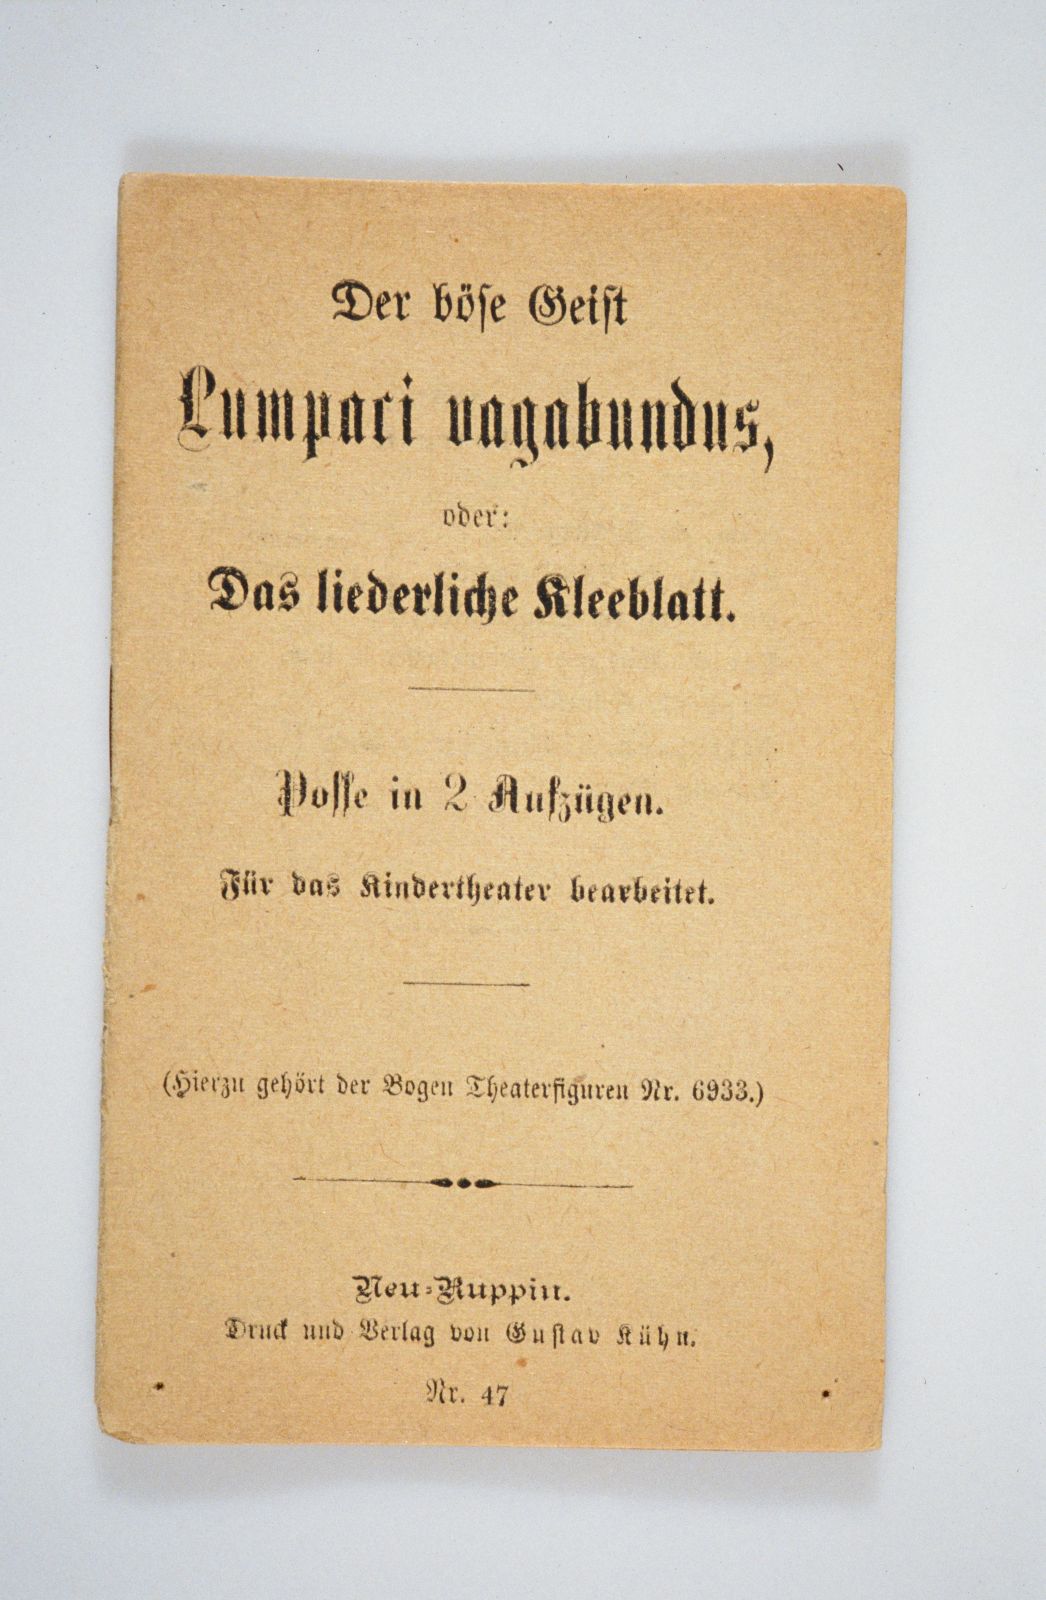 Der böse Geist
Lumpaci vagabundus,
oder:
Das liederliche Kleeblatt.
Posse in 2 Aufzügen.
Für das Kindertheater bearbeitet.
(Hierzu gehört der Bogen Theaterfiguren Nr. 6933.)
Neu-Ruppin.
Druck und Verlag von Gustav Kühn.
Nr. 47